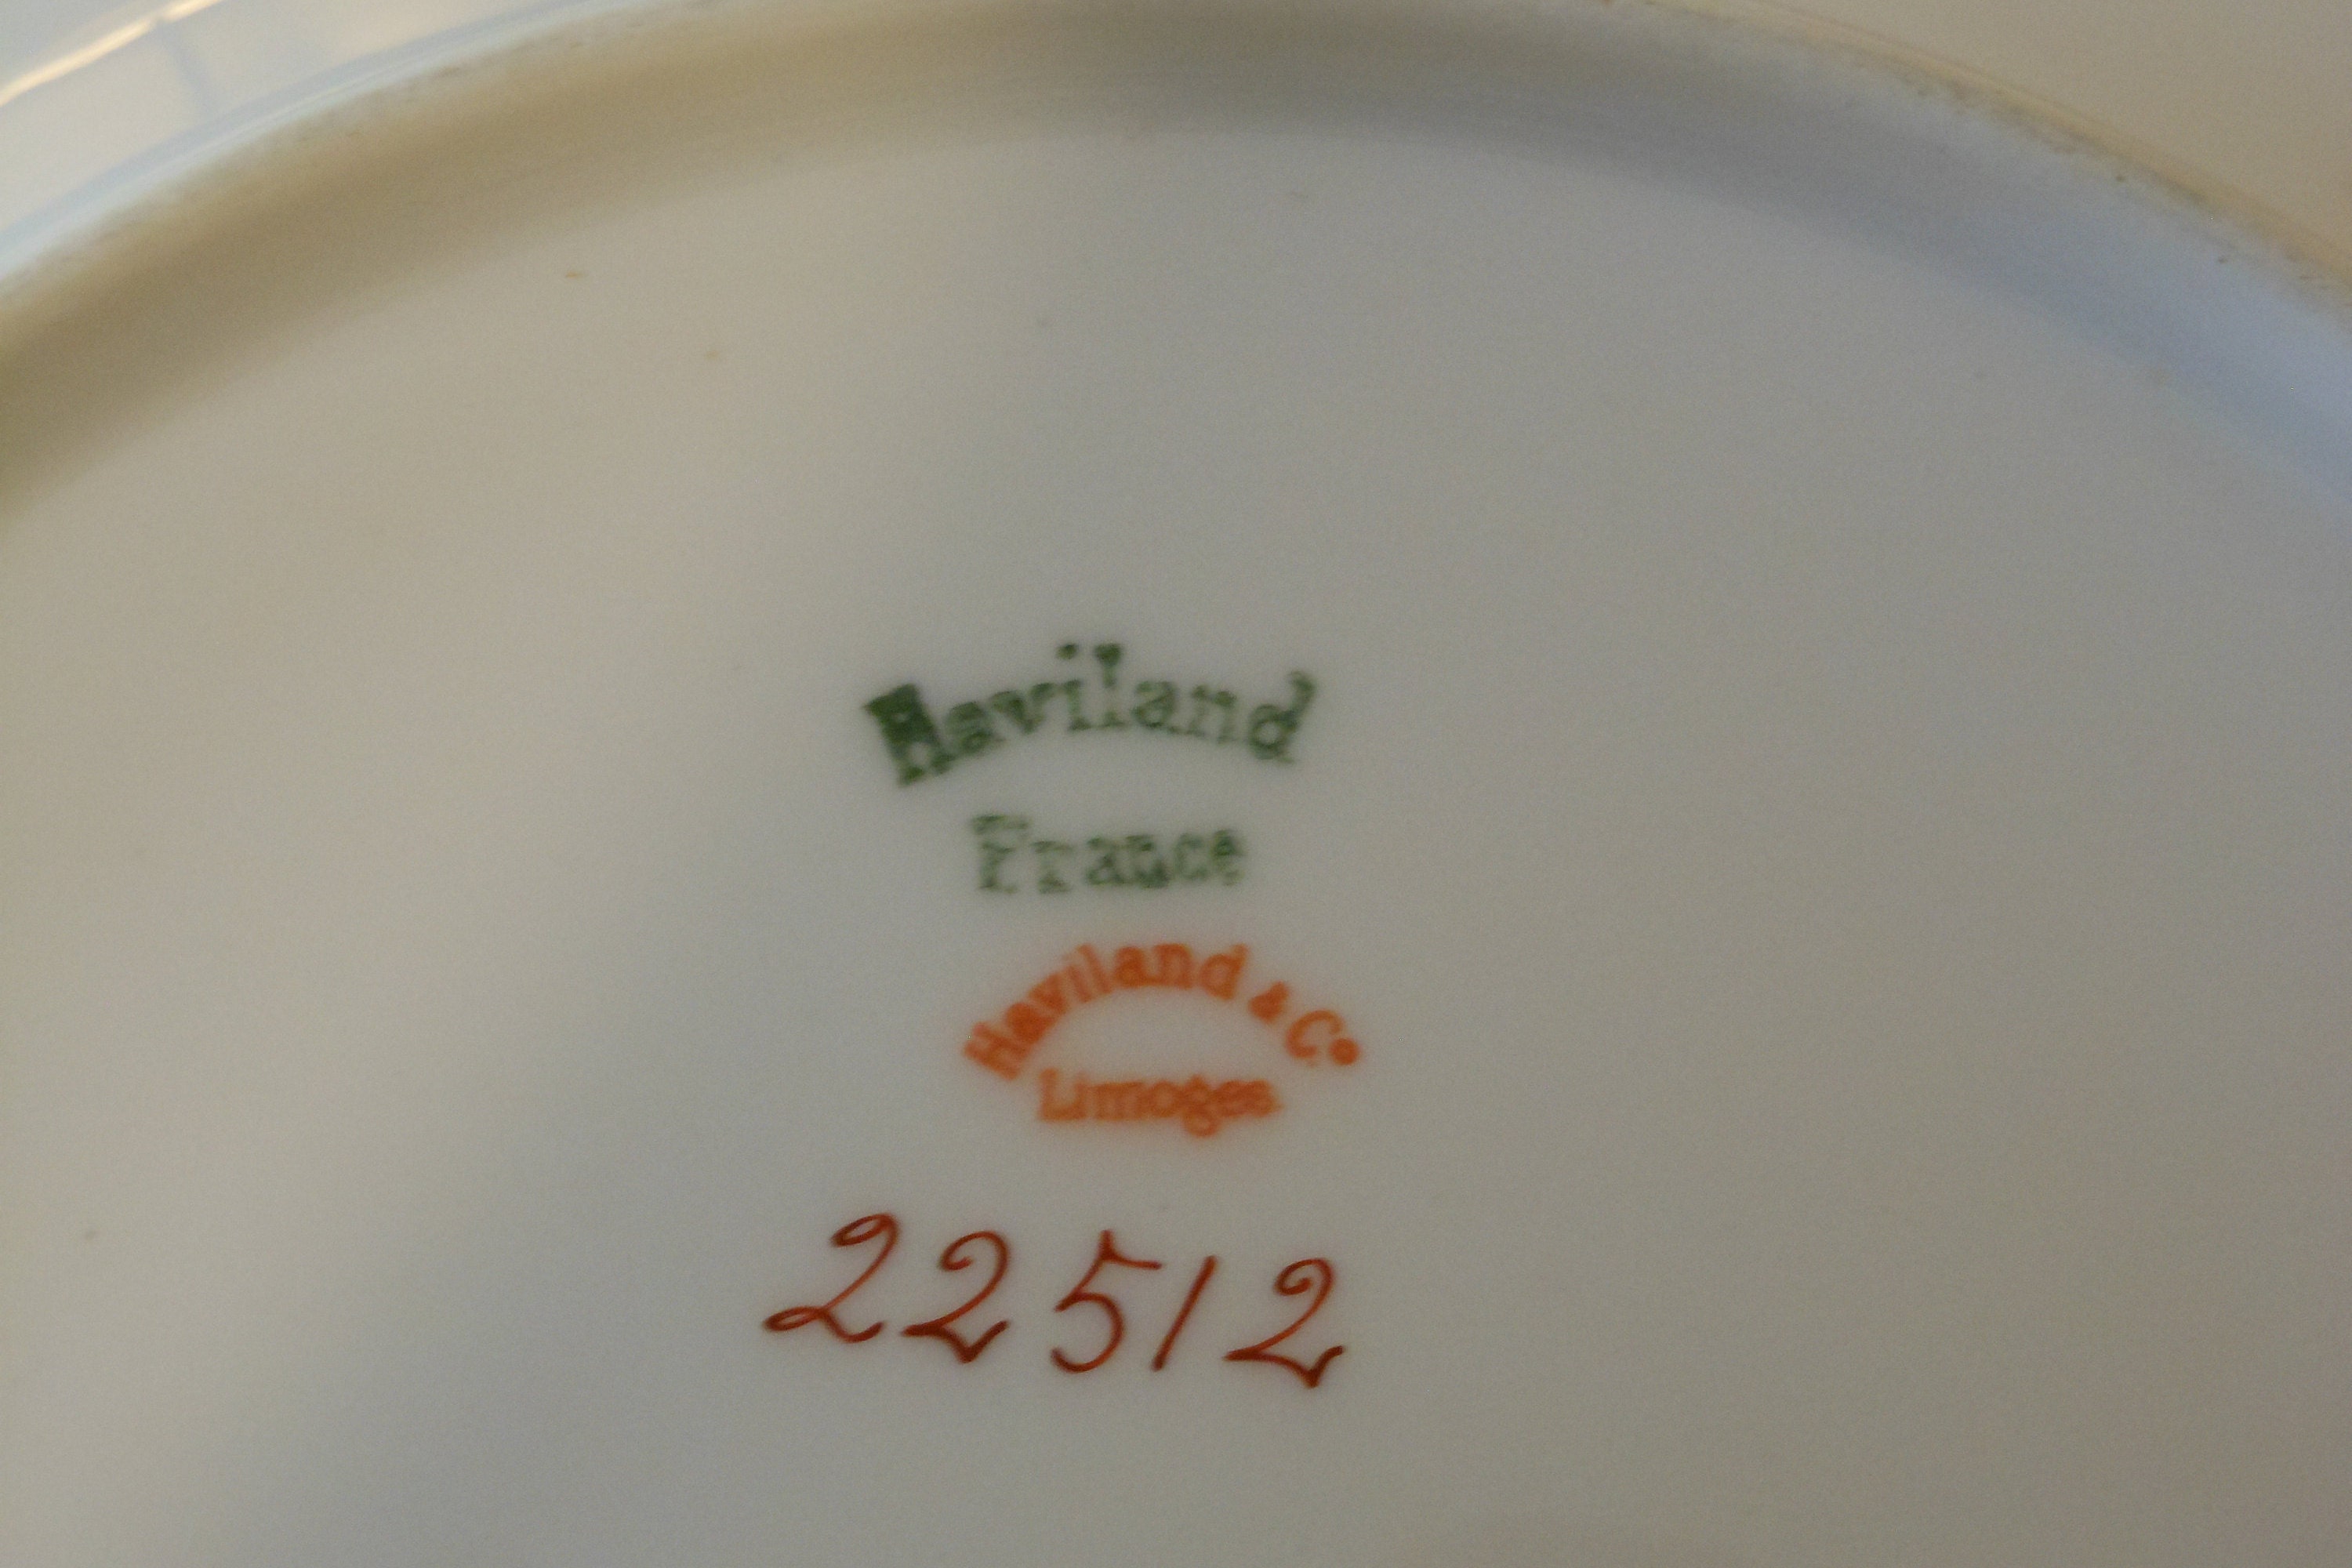 Haviland
France
Haviland & Co
Limoges
22512